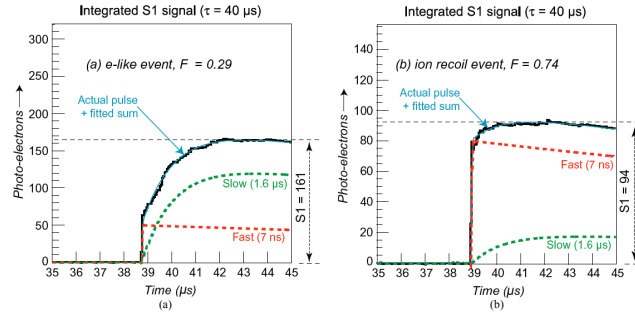 Integrated S1 signal (τ = 40 μs)
Photo-electrons
300
250
200
150
100
50
0
(a) e-like event, F = 0.29
Actual pulse
+ fitted sum
Slow (1.6 μs)
Fast (7 ns)
S1 = 161
35 36 37 38 39 40 41 42 43 44 45
Time (μs)
(a)
Integrated S1 signal (τ = 40 μs)
Photo-electrons
160
140
120
100
80
60
40
20
0
(b) ion recoil event, F = 0.74
Actual pulse
+ fitted sum
Fast (7 ns)
Slow (1.6 μs)
S1 = 94
35 36 37 38 39 40 41 42 43 44 45
Time (μs)
(b)